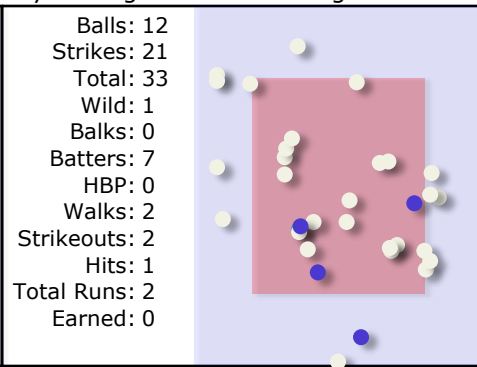 Balls: 12
Strikes: 21
Total: 33
Wild: 1
Balks: 0
Batters: 7
HBP: 0
Walks: 2
Strikeouts: 2
Hits: 1
Total Runs: 2
Earned: 0